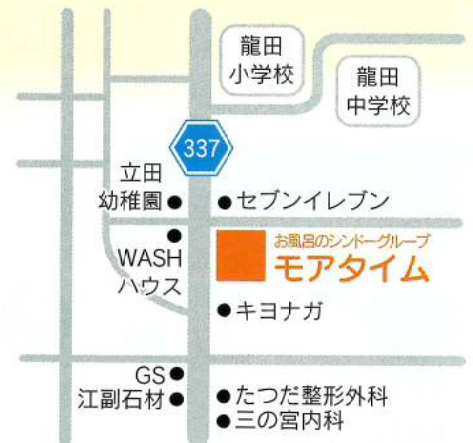 龍田
小学校
龍田
中学校
337
立田
幼稚園
セブンイレブン
お風呂のシンドーグループ
モアタイム
WASH
ハウス
キヨナガ
GS
江副石材
たつだ整形外科
三の宮内科